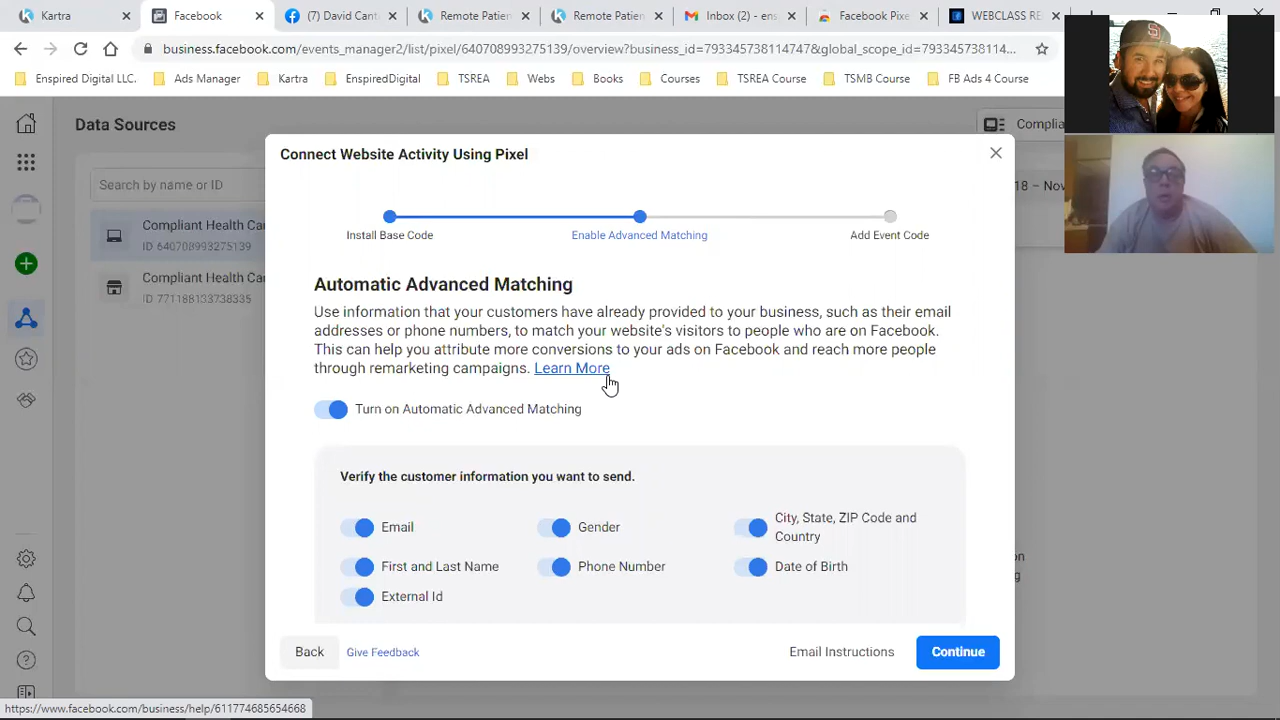 Kartra
Facebook
(7) David Cant
Remote Patien
Remote Patien
Inbox (2) - ens
Facebook Pixe
WEBCLASS RE
business.facebook.com/events_manager2/list/pixel/640708993275139/overview?business_id=793345738114747&global_scope_id=793345738114...
Enspired Digital LLC.
Ads Manager
Kartra
EnspiredDigital
TSREA
Webs
Books
Courses
TSREA Course
TSMB Course
FB Ads 4 Course
Data Sources
Complia
Search by name or ID
18 – Nov
Compliant Health Car
ID 640708993275139
Compliant Health Car
ID 771188133738335
Connect Website Activity Using Pixel
Install Base Code
Enable Advanced Matching
Add Event Code
Automatic Advanced Matching
Use information that your customers have already provided to your business, such as their email
addresses or phone numbers, to match your website's visitors to people who are on Facebook.
This can help you attribute more conversions to your ads on Facebook and reach more people
through remarketing campaigns. Learn More
Turn on Automatic Advanced Matching
Verify the customer information you want to send.
Email
Gender
City, State, ZIP Code and
Country
First and Last Name
Phone Number
Date of Birth
External Id
on
Back
Give Feedback
Email Instructions
Continue
https://www.facebook.com/business/help/611774685654668